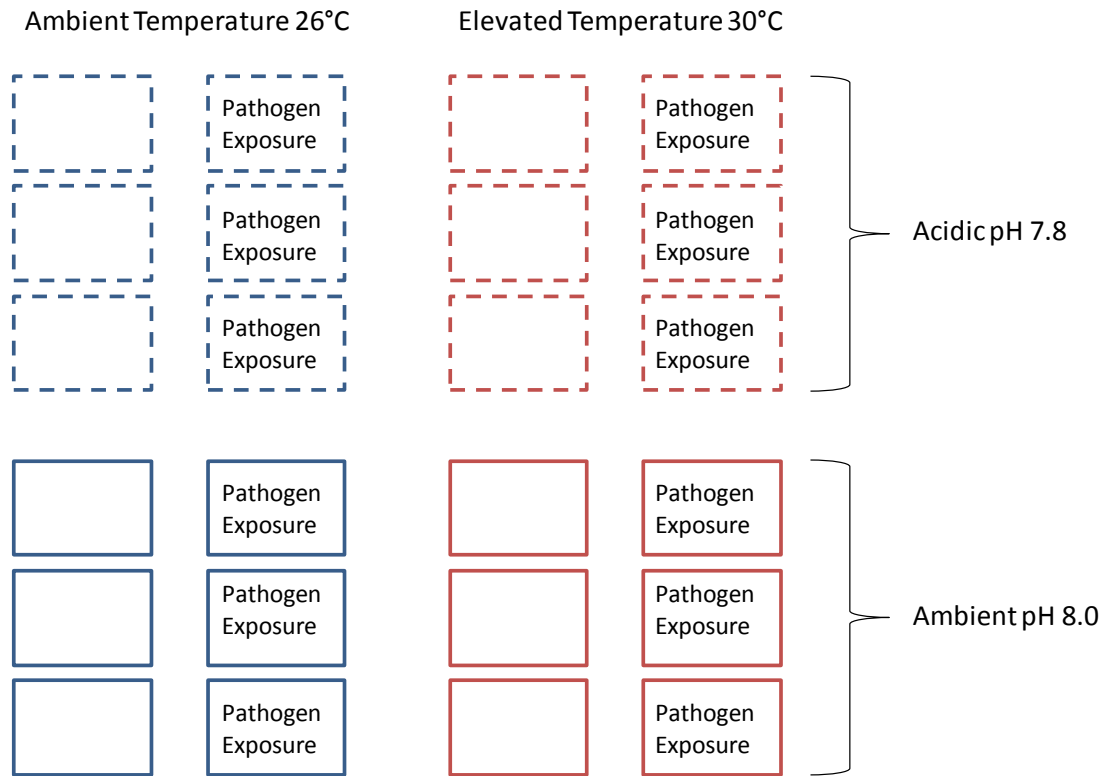 Ambient Temperature 26°C
Elevated Temperature 30°C
Pathogen
Exposure
Pathogen
Exposure
Pathogen
Exposure
Pathogen
Exposure
Acidic pH 7.8
Pathogen
Exposure
Pathogen
Exposure
Pathogen
Exposure
Pathogen
Exposure
Pathogen
Exposure
Pathogen
Exposure
Ambient pH 8.0
Pathogen
Exposure
Pathogen
Exposure